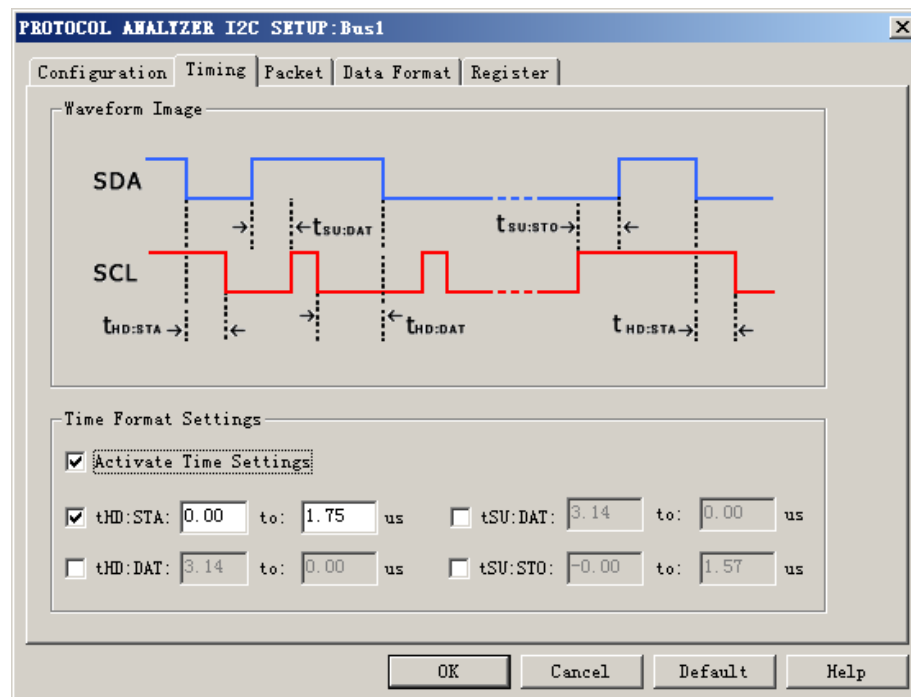 PROTOCOL ANALYZER I2C SETUP:Bus1
Configuration Timing Packet Data Format Register
Waveform Image
SDA
tSU:DAT tSU:STO
SCL
tHD:STA tHD:DAT t HD:STA
Time Format Settings
Activate Time Settings
tHD:STA: 0.00 to: 1.75 us tSU:DAT: 3.14 to: 0.00 us
tHD:DAT: 3.14 to: 0.00 us tSU:STO: -0.00 to: 1.57 us
OK Cancel Default Help